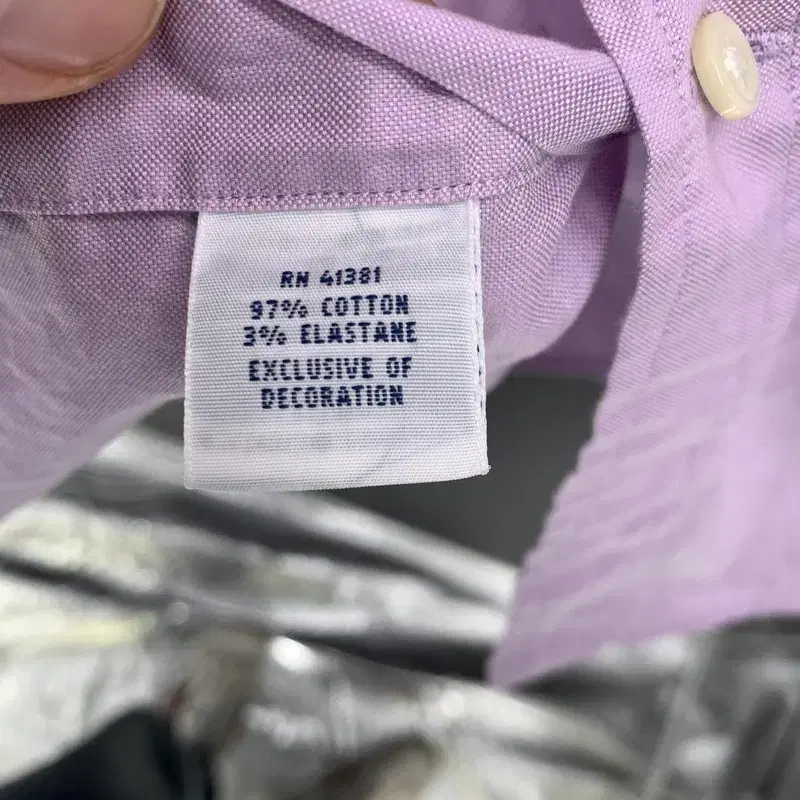 RN 41381
97% COTTON
3% ELASTANE
EXCLUSIVE OF
DECORATION